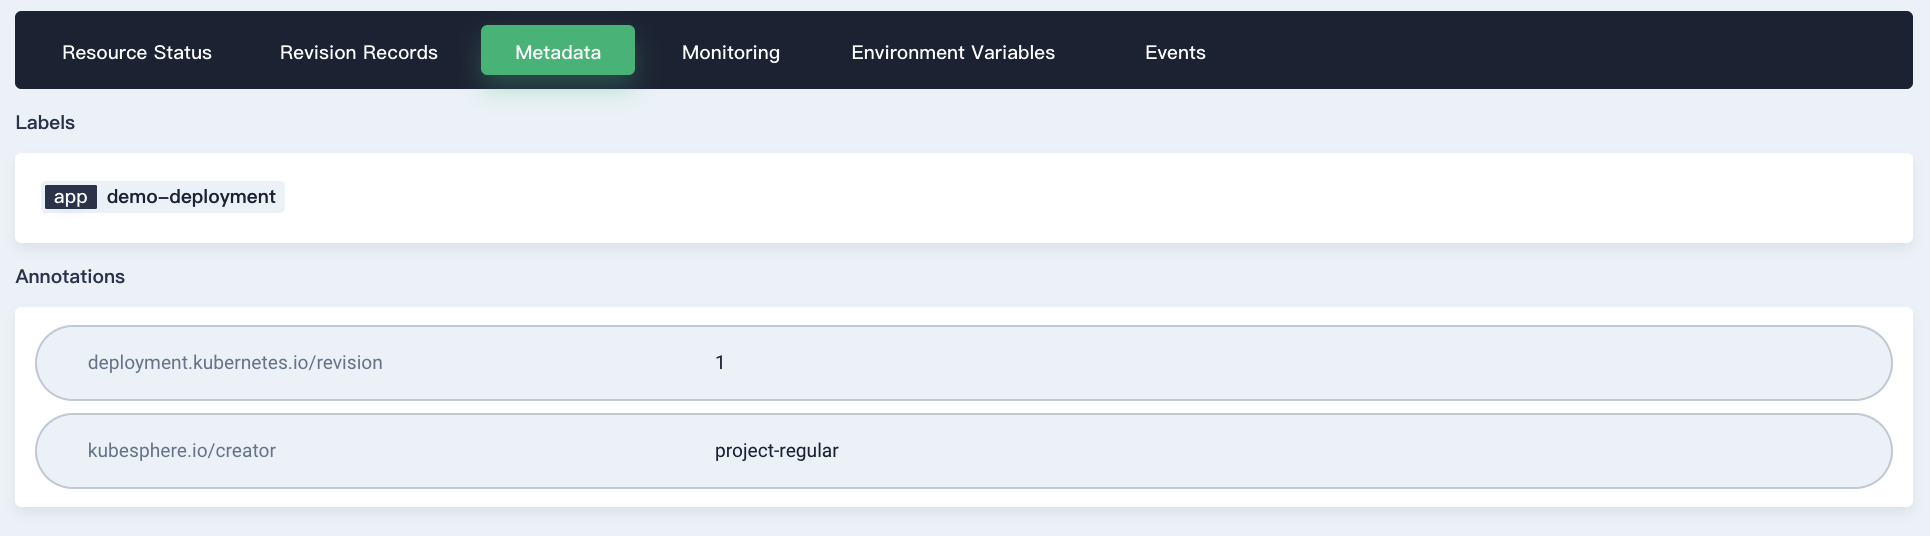 Resource Status Revision Records Metadata Monitoring Environment Variables Events
Labels
app demo-deployment
Annotations
deployment.kubernetes.io/revision 1
kubesphere.io/creator project-regular